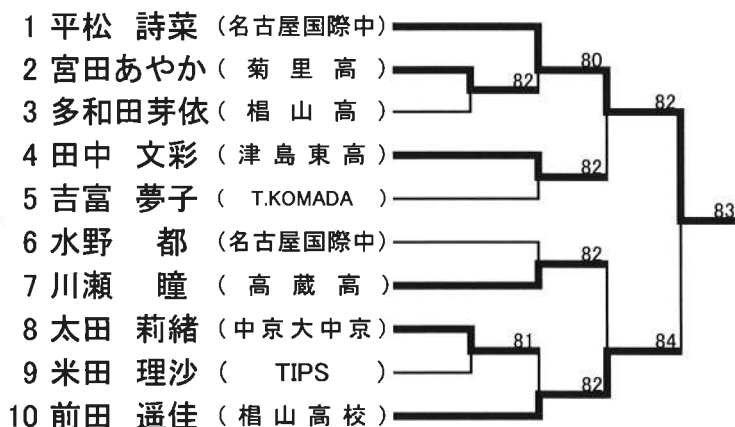 1 平松 詩菜 (名古屋国際中)
80
2 宮田あやか ( 菊里高 )
82
82
3 多和田芽依 ( 椙山高 )
4 田中 文彩 ( 津島東高 )
82
5 吉富 夢子 ( T.KOMADA )
83
6 水野 都 (名古屋国際中)
82
7 川瀬 瞳 ( 高蔵高 )
8 太田 莉緒 (中京大中京)
81
84
9 米田 理沙 ( TIPS )
82
10 前田 遥佳 ( 椙山高校 )